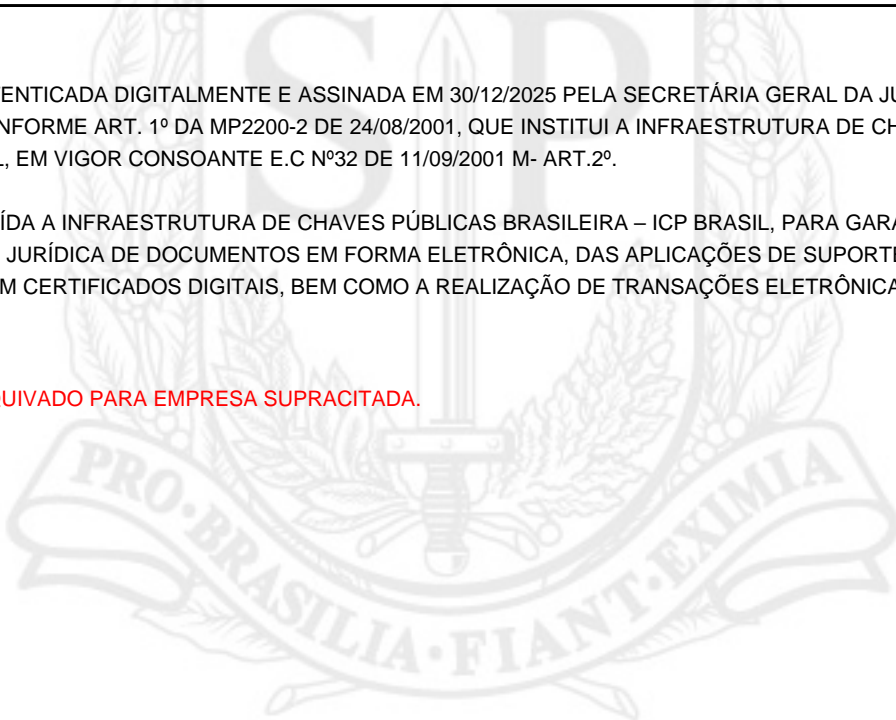 ENTICADA DIGITALMENTE E ASSINADA EM 30/12/2025 PELA SECRETÁRIA GERAL DA JU
NFORME ART. 1º DA MP2200-2 DE 24/08/2001, QUE INSTITUI A INFRAESTRUTURA DE CH
L, EM VIGOR CONSOANTE E.C Nº32 DE 11/09/2001 M- ART.2º.
ÍDA A INFRAESTRUTURA DE CHAVES PÚBLICAS BRASILEIRA – ICP BRASIL, PARA GARA
JURÍDICA DE DOCUMENTOS EM FORMA ELETRÔNICA, DAS APLICAÇÕES DE SUPORTE
M CERTIFICADOS DIGITAIS, BEM COMO A REALIZAÇÃO DE TRANSAÇÕES ELETRÔNICA
QUIVADO PARA EMPRESA SUPRACITADA.
SP
PRO·BRASILIA·FIANT·EXIMIA